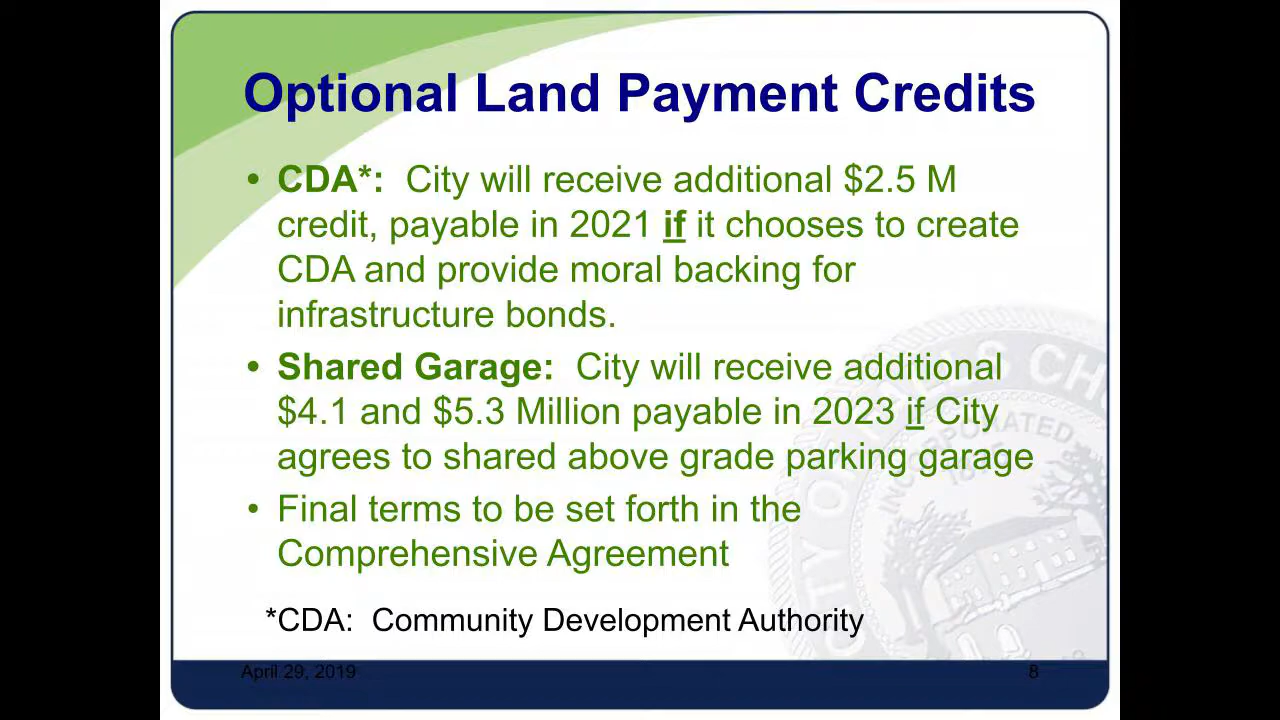 Optional Land Payment Credits
• CDA*: City will receive additional $2.5 M
credit, payable in 2021 if it chooses to create
CDA and provide moral backing for
infrastructure bonds.
• Shared Garage: City will receive additional
$4.1 and $5.3 Million payable in 2023 if City
agrees to shared above grade parking garage
• Final terms to be set forth in the
Comprehensive Agreement
*CDA: Community Development Authority
April 29, 2019
8
INCORPORATED